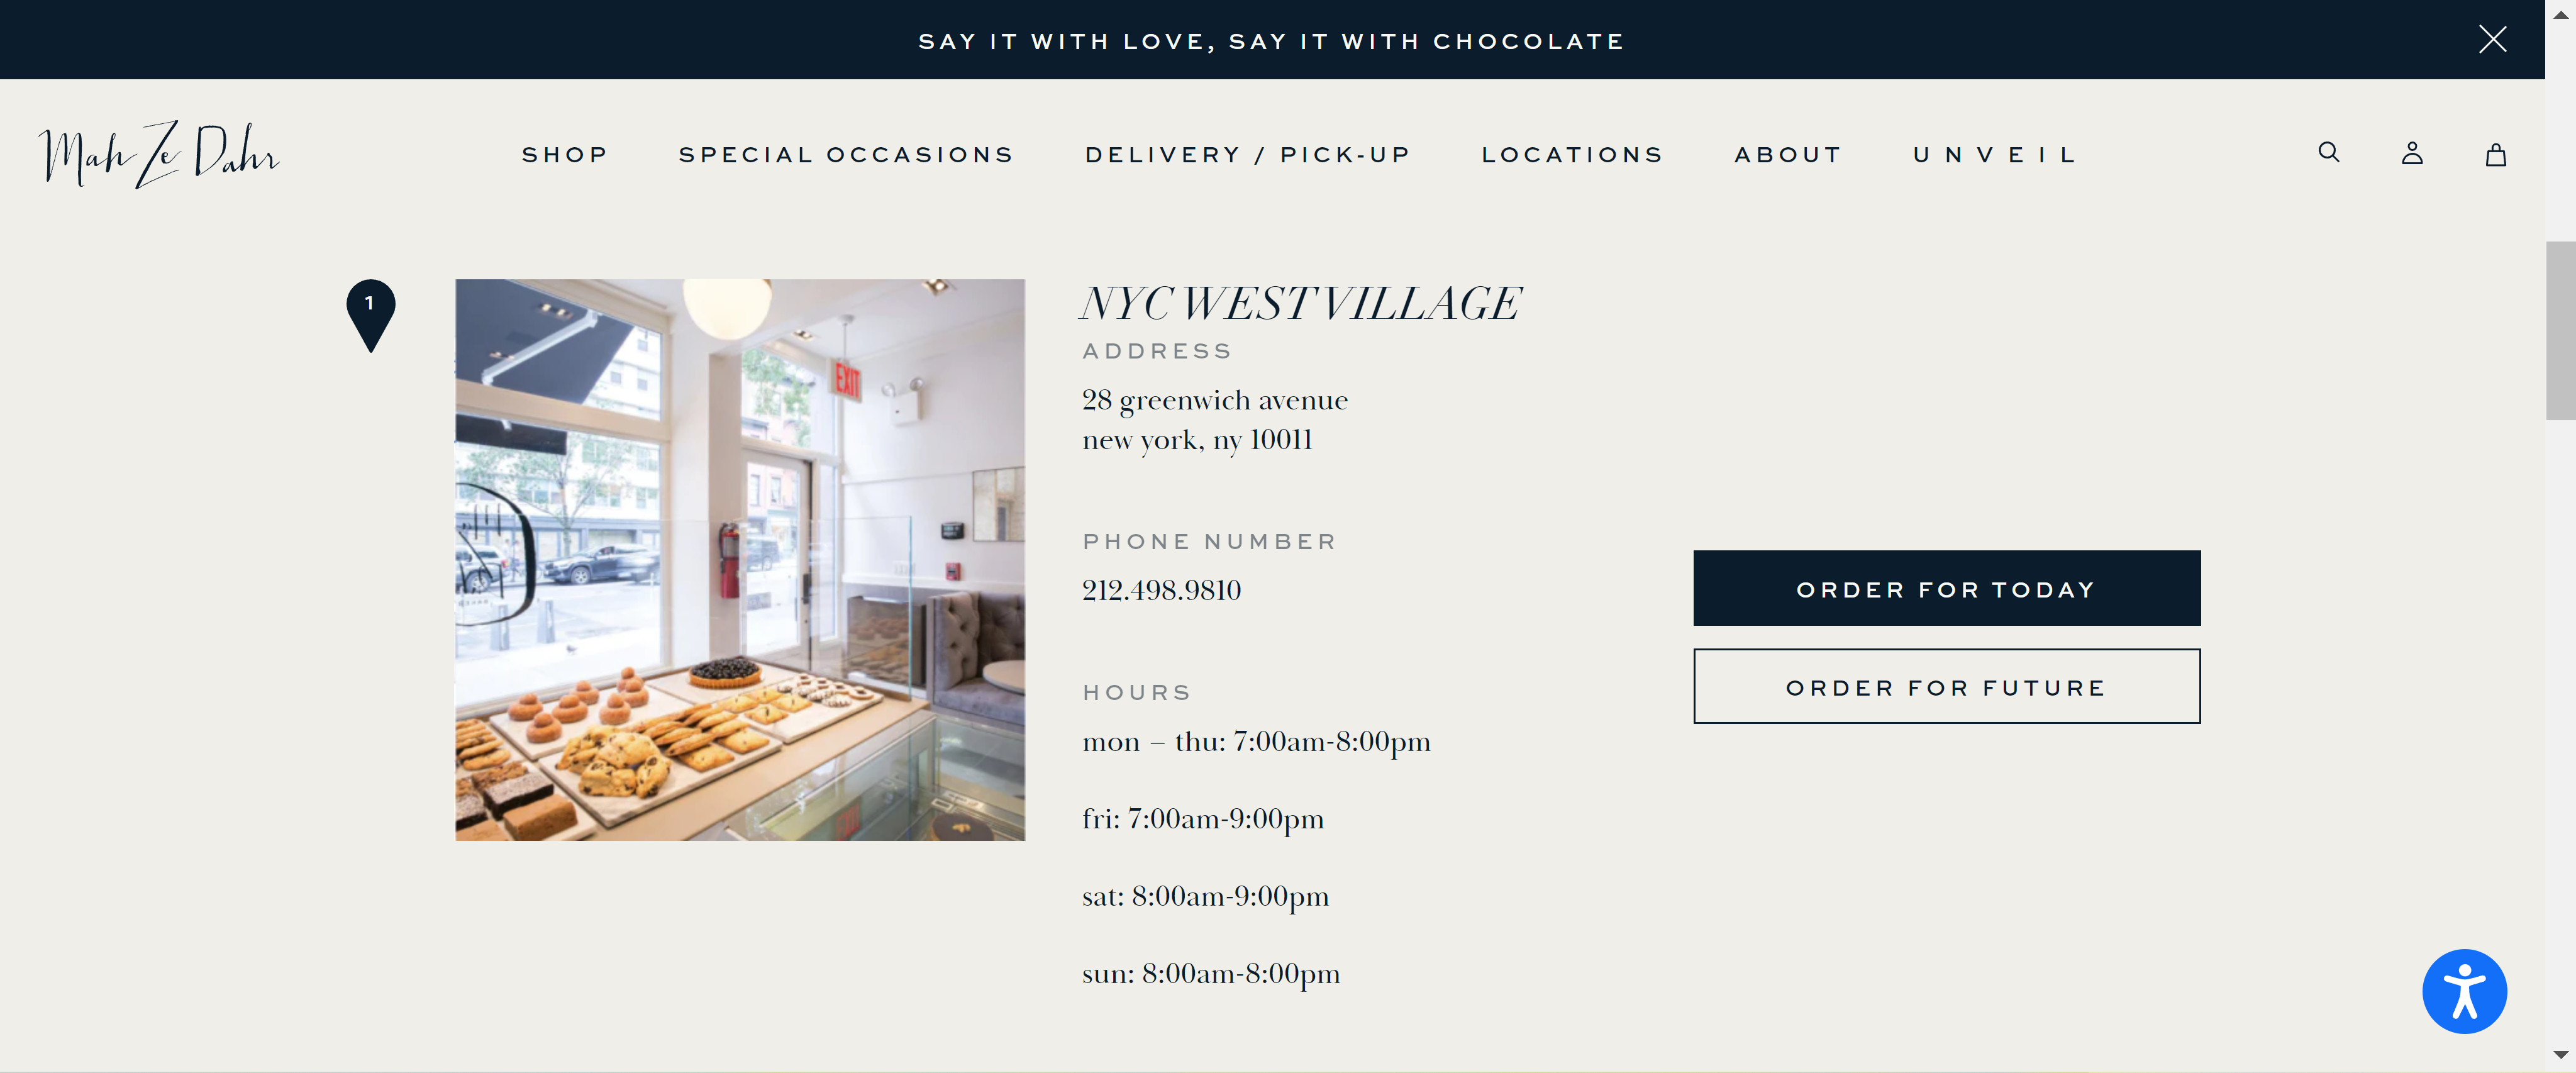 SAY IT WITH LOVE, SAY IT WITH CHOCOLATE
Mah Ze Dahr
SHOP
SPECIAL OCCASIONS
DELIVERY / PICK-UP
LOCATIONS
ABOUT
UNVEIL
1
EXIT
NYC WEST VILLAGE
ADDRESS
28 greenwich avenue
new york, ny 10011
PHONE NUMBER
212.498.9810
ORDER FOR TODAY
ORDER FOR FUTURE
HOURS
mon – thu: 7:00am-8:00pm
fri: 7:00am-9:00pm
sat: 8:00am-9:00pm
sun: 8:00am-8:00pm